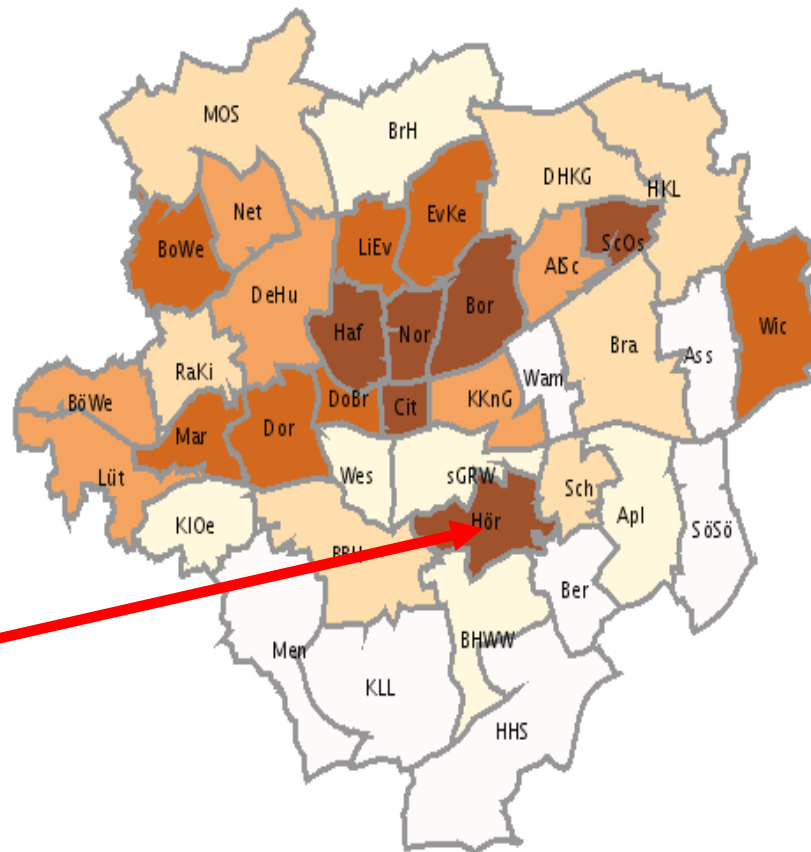 MOS
BrH
DHKG
HKL
Net
EvKe
BoWe
LiEv
ScOs
AlSc
DeHu
Haf
Nor
Bor
Wic
Bra
Ass
RaKi
Wam
BöWe
DoBr
Cit
KKnG
Mar
Dor
Wes
sGRW
Lüt
Sch
Apl
SöSö
KlOe
Hör
Ber
Men
BHWW
KLL
HHS